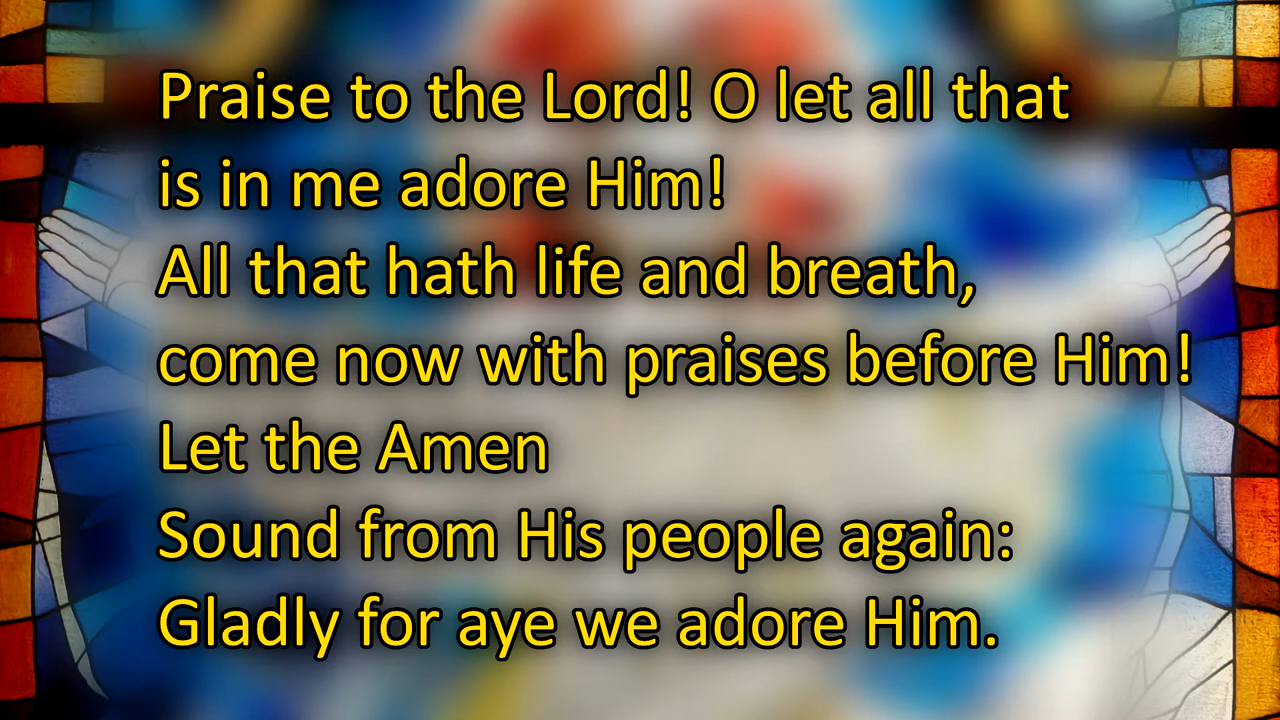 Praise to the Lord! O let all that
is in me adore Him!
All that hath life and breath,
come now with praises before Him!
Let the Amen
Sound from His people again:
Gladly for aye we adore Him.